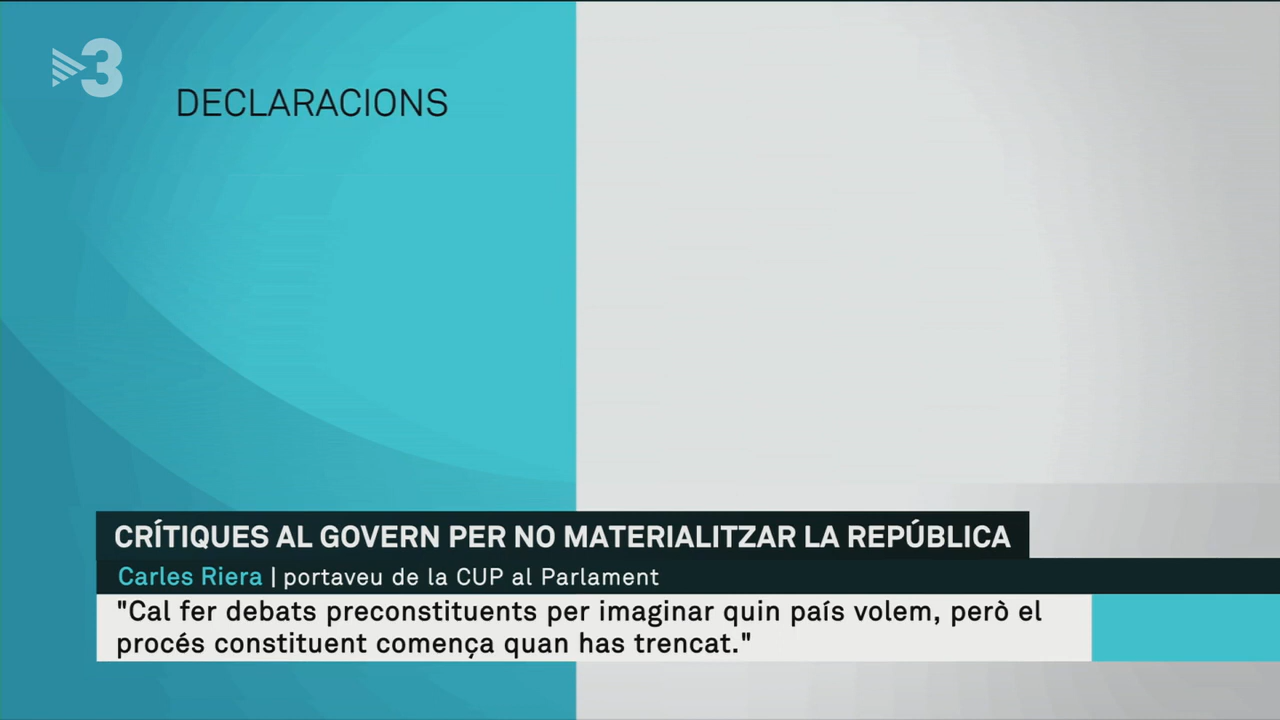 3
DECLARACIONS
CRÍTIQUES AL GOVERN PER NO MATERIALITZAR LA REPÚBLICA
Carles Riera | portaveu de la CUP al Parlament
"Cal fer debats preconstituents per imaginar quin país volem, però el
procés constituent comença quan has trencat."